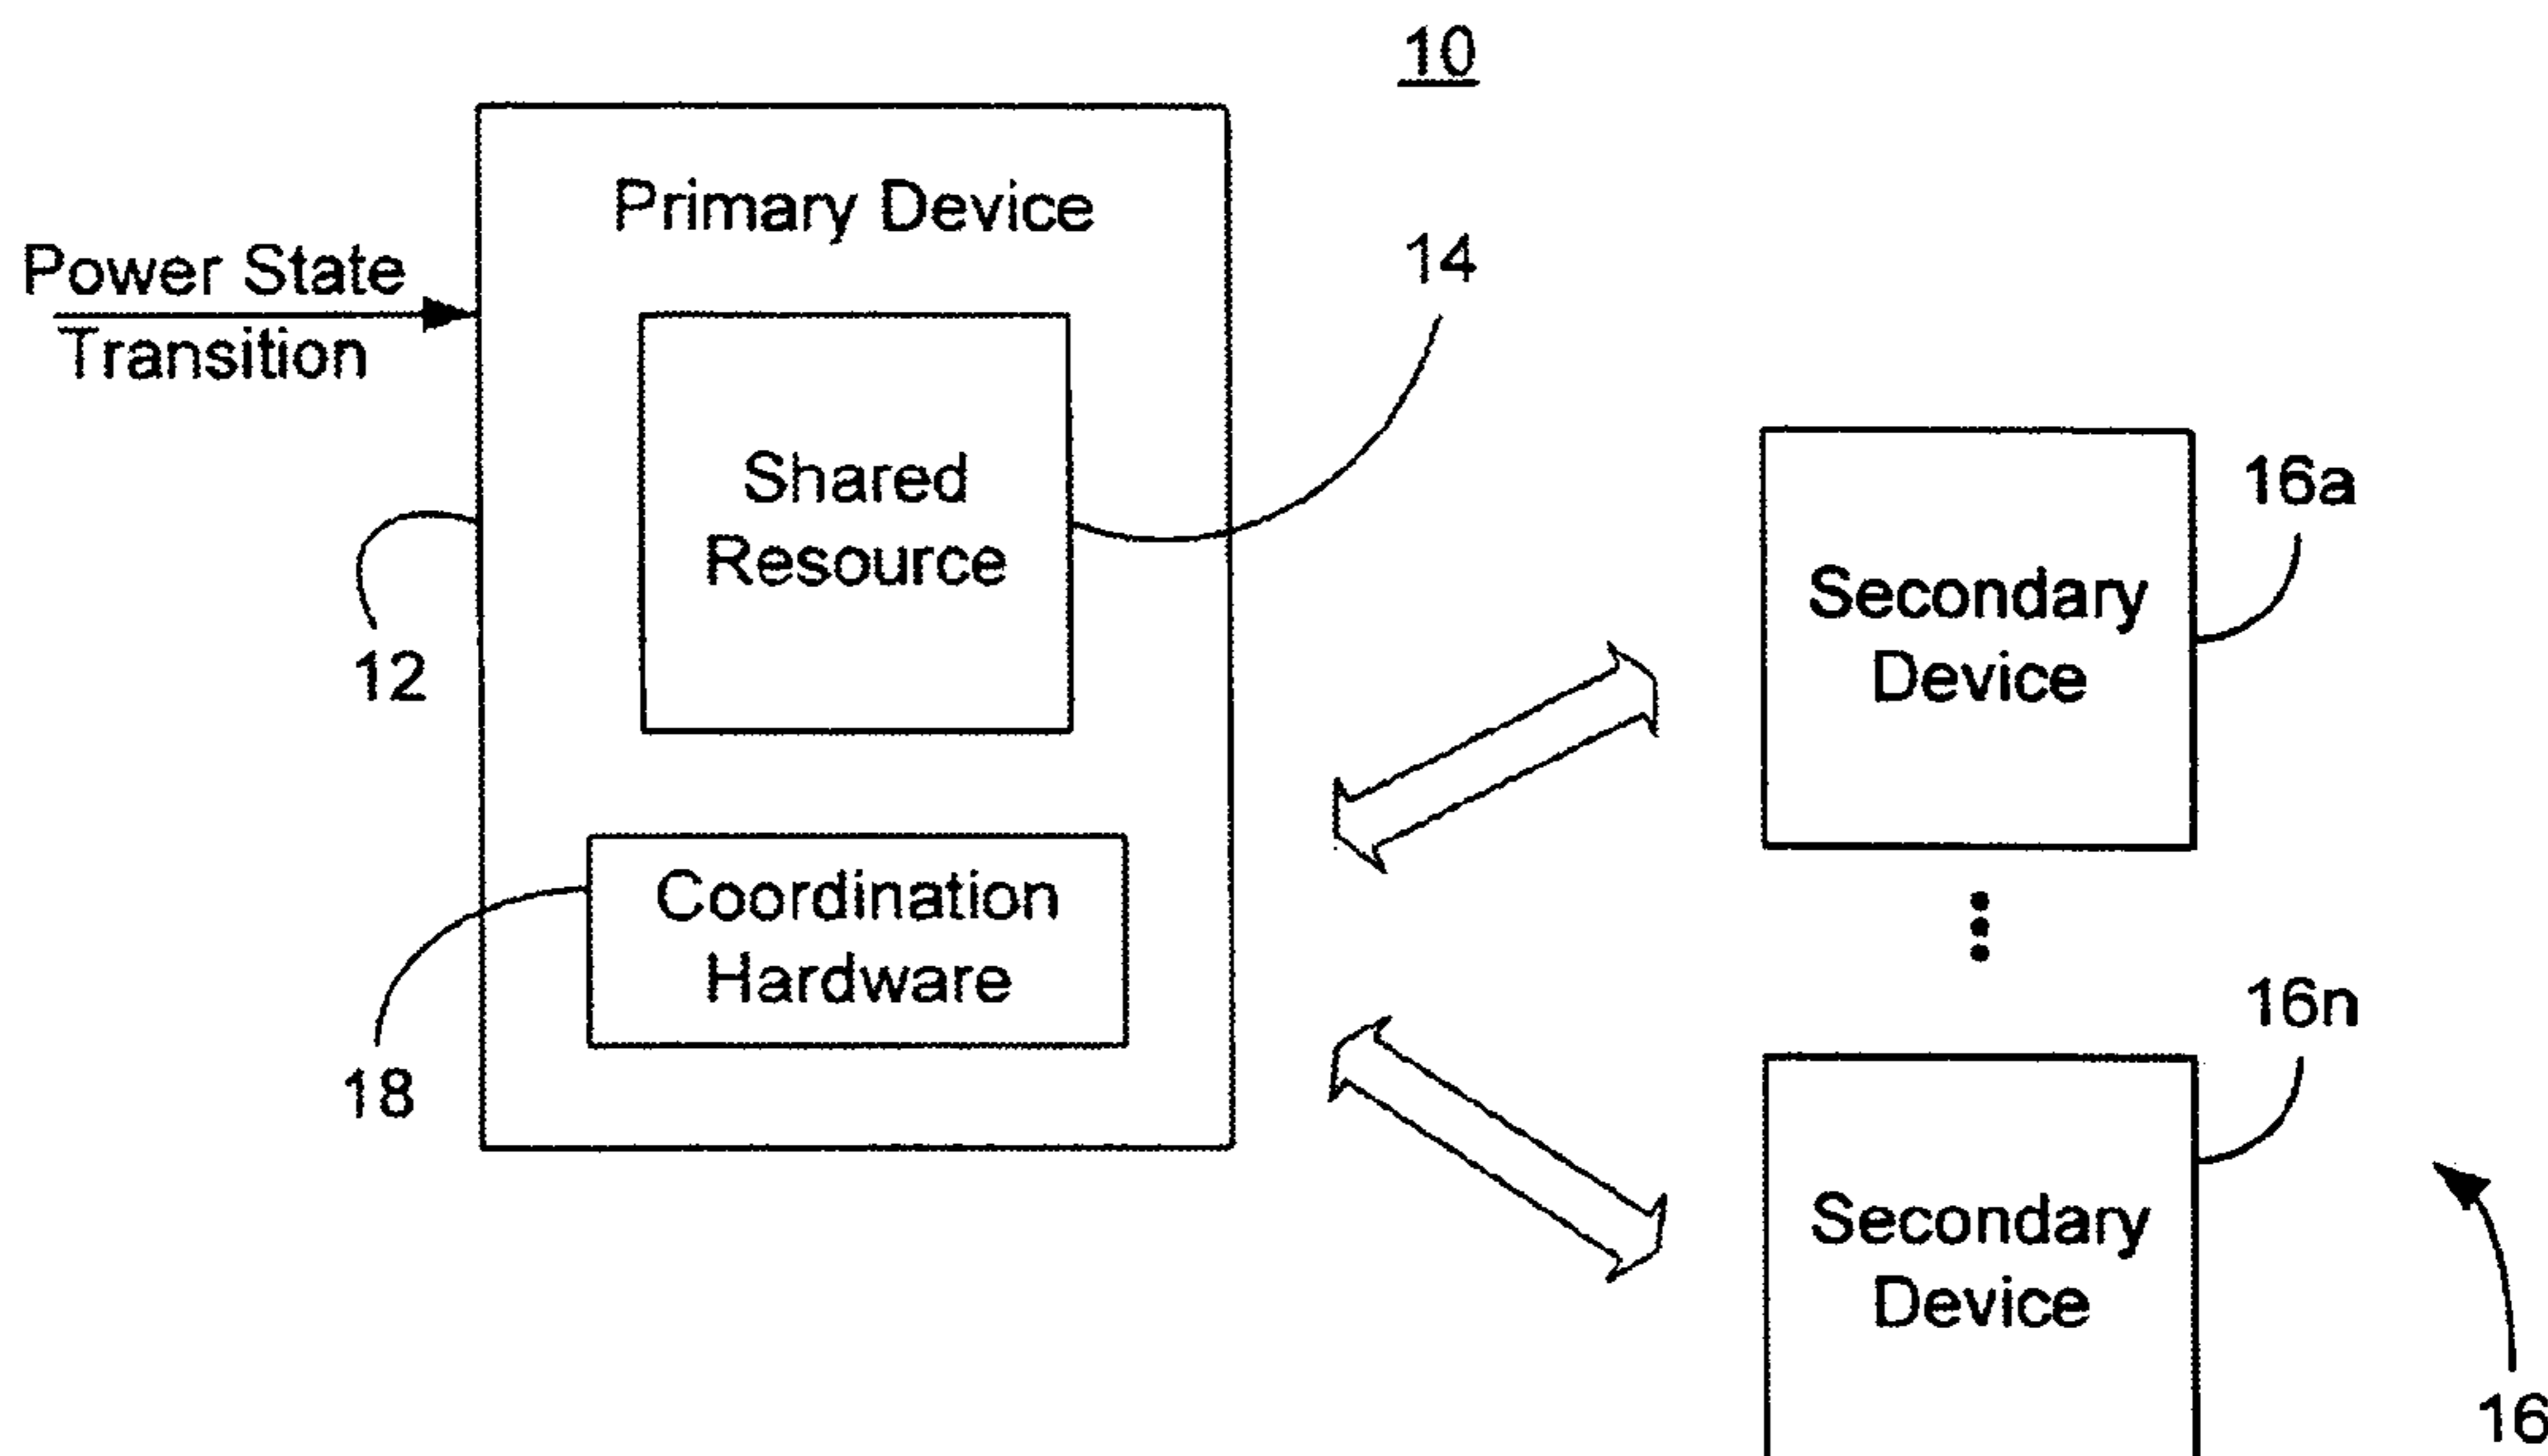 10
Primary Device
Power State
Transition
14
Shared
Resource
16a
Secondary
Device
12
Coordination
Hardware
18
16n
Secondary
Device
16